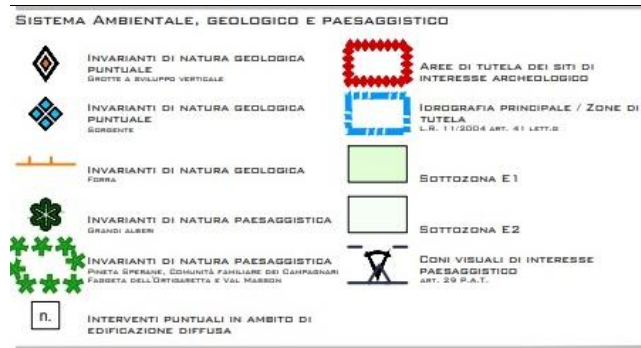 Sistema Ambientale, geologico e paesaggistico
Invarianti di natura geologica
puntuale
Grotte a sviluppo verticale
Invarianti di natura geologica
puntuale
Sorgente
Invarianti di natura geologica
Forra
Invarianti di natura paesaggistica
Grandi alberi
Invarianti di natura paesaggistica
Pineta Sperane, Comunità familiare dei Campagnari
Faggeta dell'Ortigaretta e Val Masson
n.
Interventi puntuali in ambito di
edificazione diffusa
Aree di tutela dei siti di
interesse archeologico
Idrografia principale / Zone di
tutela
L.R. 11/2004 art. 41 lett.g
Sottozona E1
Sottozona E2
Coni visuali di interesse
paesaggistico
art. 29 P.A.T.